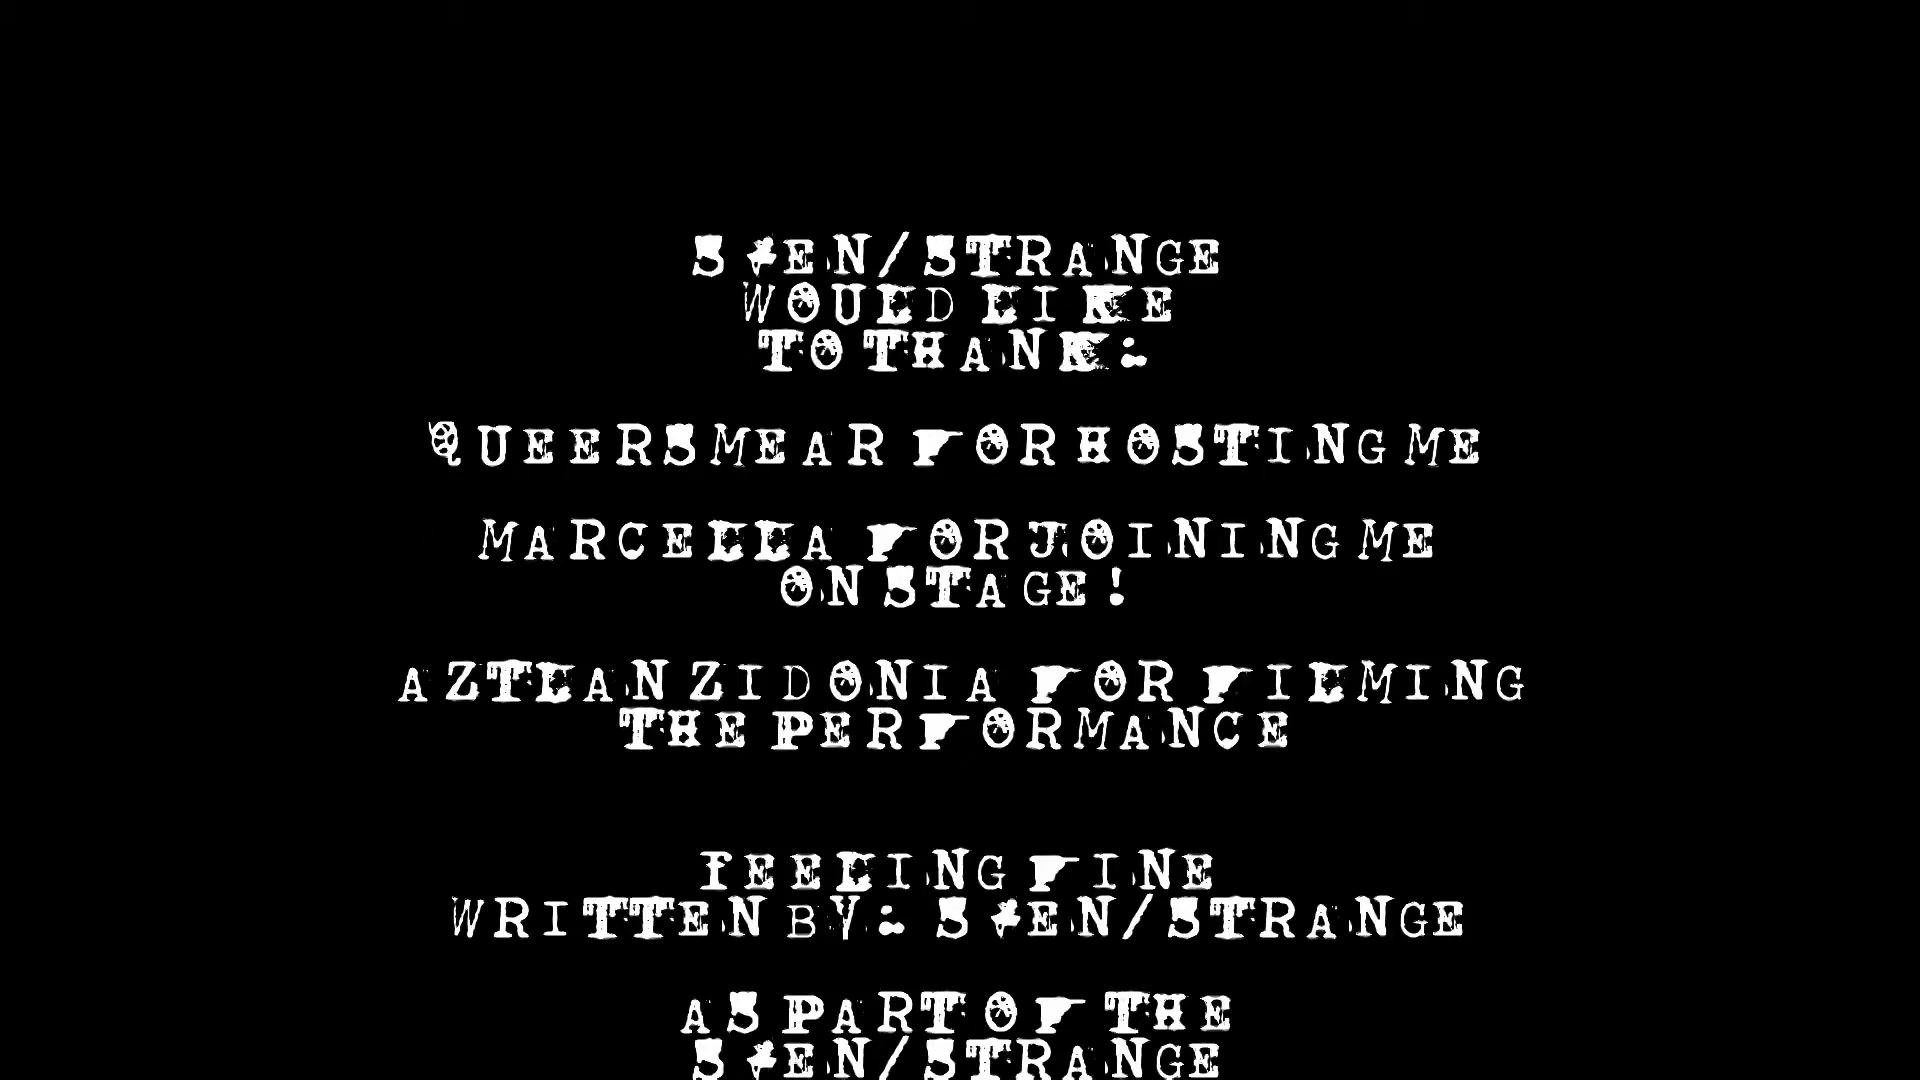 S*EN/STRANGE
WOULD LIKE
TO THANK:
QUEERSMEAR FOR HOSTING ME
MARCELLA FOR JOINING ME
ON STAGE!
AZTLAN ZIDONIA FOR FILMING
THE PERFORMANCE
FEELING FINE
WRITTEN BY: S*EN/STRANGE
AS PART OF THE
S*EN/STRANGE